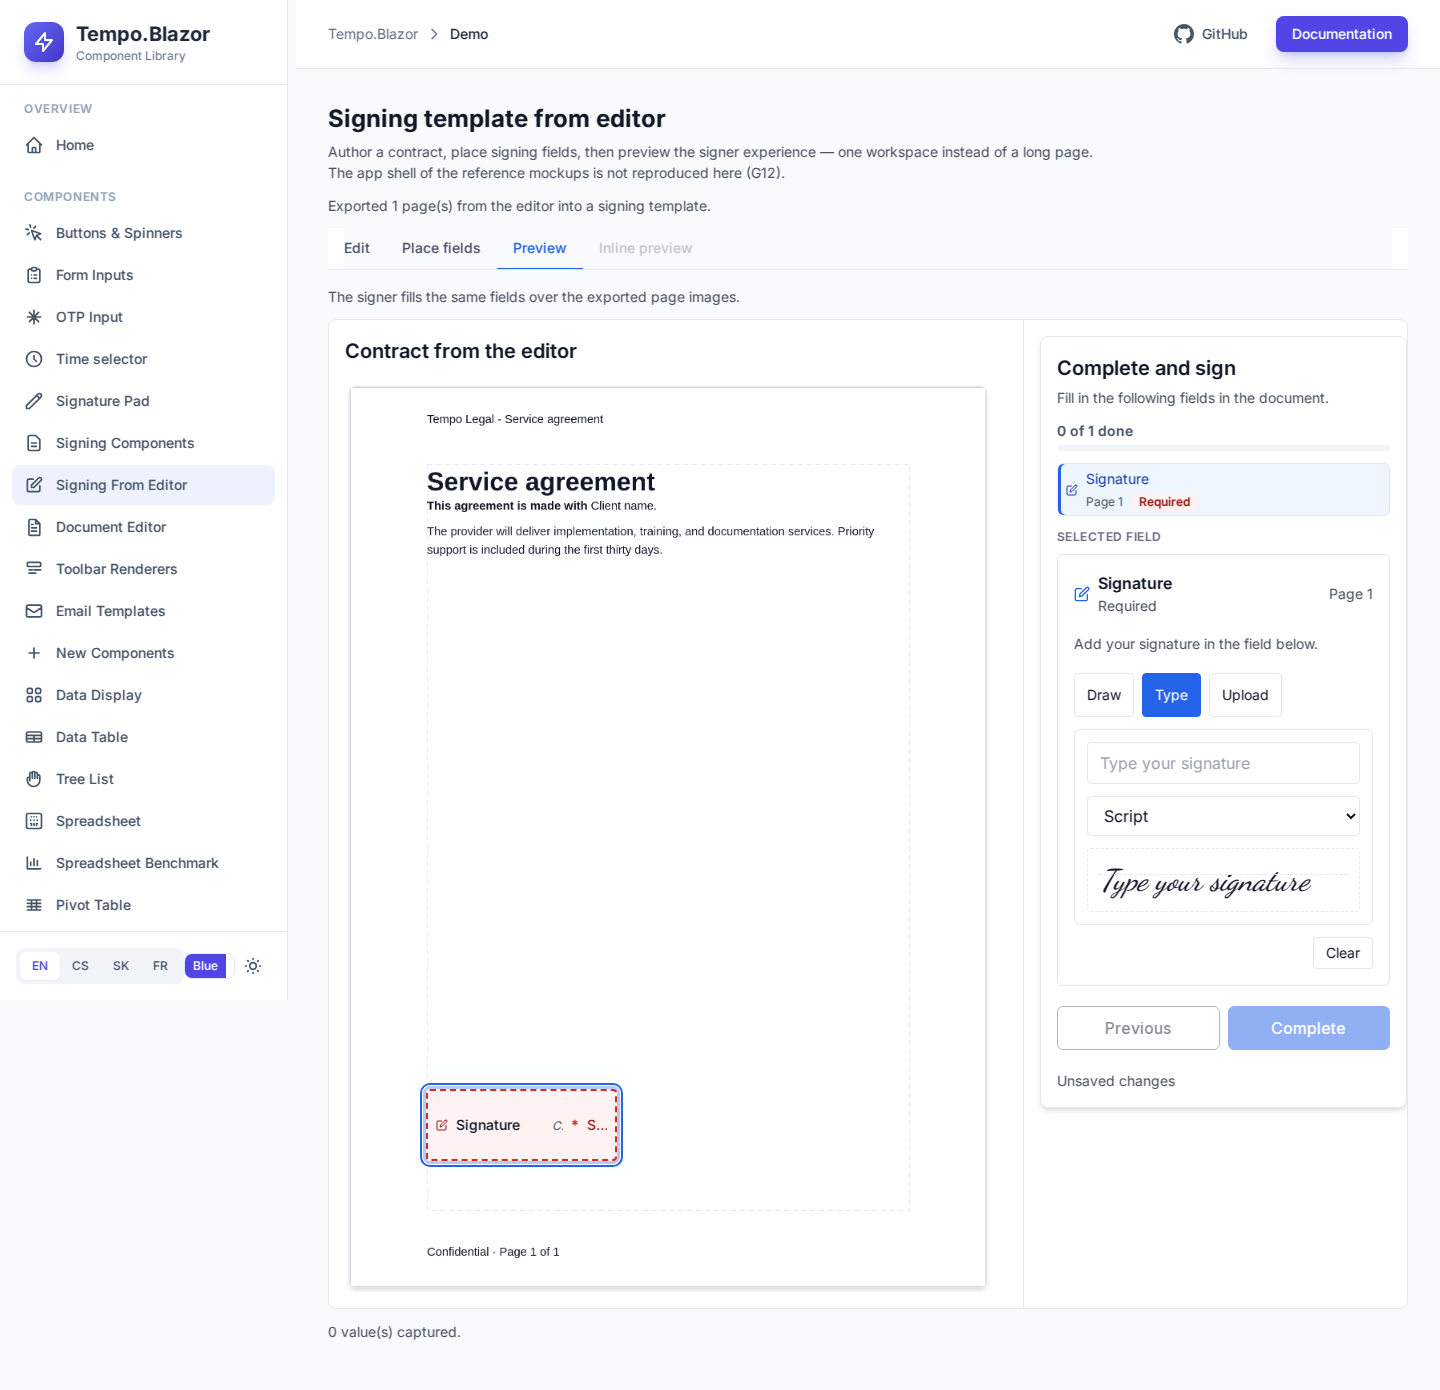 Tempo.Blazor
Component Library
OVERVIEW
Home
COMPONENTS
Buttons & Spinners
Form Inputs
OTP Input
Time selector
Signature Pad
Signing Components
Signing From Editor
Document Editor
Toolbar Renderers
Email Templates
New Components
Data Display
Data Table
Tree List
Spreadsheet
Spreadsheet Benchmark
Pivot Table
EN CS SK FR Blue
Tempo.Blazor > Demo
GitHub
Documentation
Signing template from editor
Author a contract, place signing fields, then preview the signer experience — one workspace instead of a long page.
The app shell of the reference mockups is not reproduced here (G12).
Exported 1 page(s) from the editor into a signing template.
Edit Place fields Preview Inline preview
The signer fills the same fields over the exported page images.
Contract from the editor
Tempo Legal - Service agreement
Service agreement
This agreement is made with Client name.
The provider will deliver implementation, training, and documentation services. Priority
support is included during the first thirty days.
Signature C. * S...
Confidential · Page 1 of 1
Complete and sign
Fill in the following fields in the document.
0 of 1 done
Signature
Page 1 Required
SELECTED FIELD
Signature
Required
Page 1
Add your signature in the field below.
Draw Type Upload
Type your signature
Script
Type your signature
Clear
Previous Complete
Unsaved changes
0 value(s) captured.